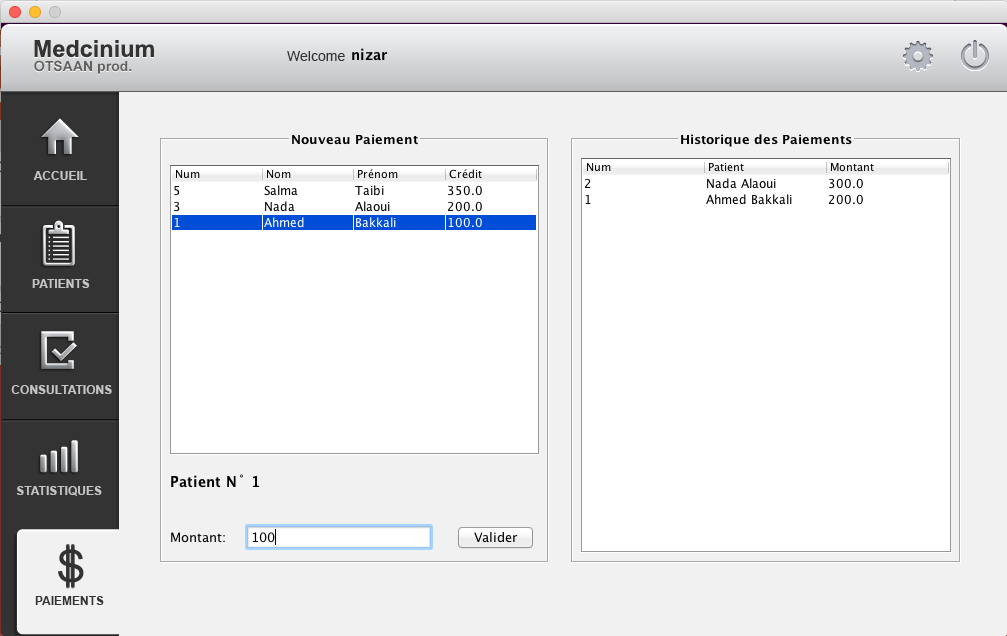 Medcinium
OTSAAN prod.
Welcome nizar
ACCUEIL
PATIENTS
CONSULTATIONS
STATISTIQUES
PAIEMENTS
Nouveau Paiement
Num Nom Prénom Crédit
5 Salma Taibi 350.0
3 Nada Alaoui 200.0
1 Ahmed Bakkali 100.0
Patient N° 1
Montant: 100 Valider
Historique des Paiements
Num Patient Montant
2 Nada Alaoui 300.0
1 Ahmed Bakkali 200.0